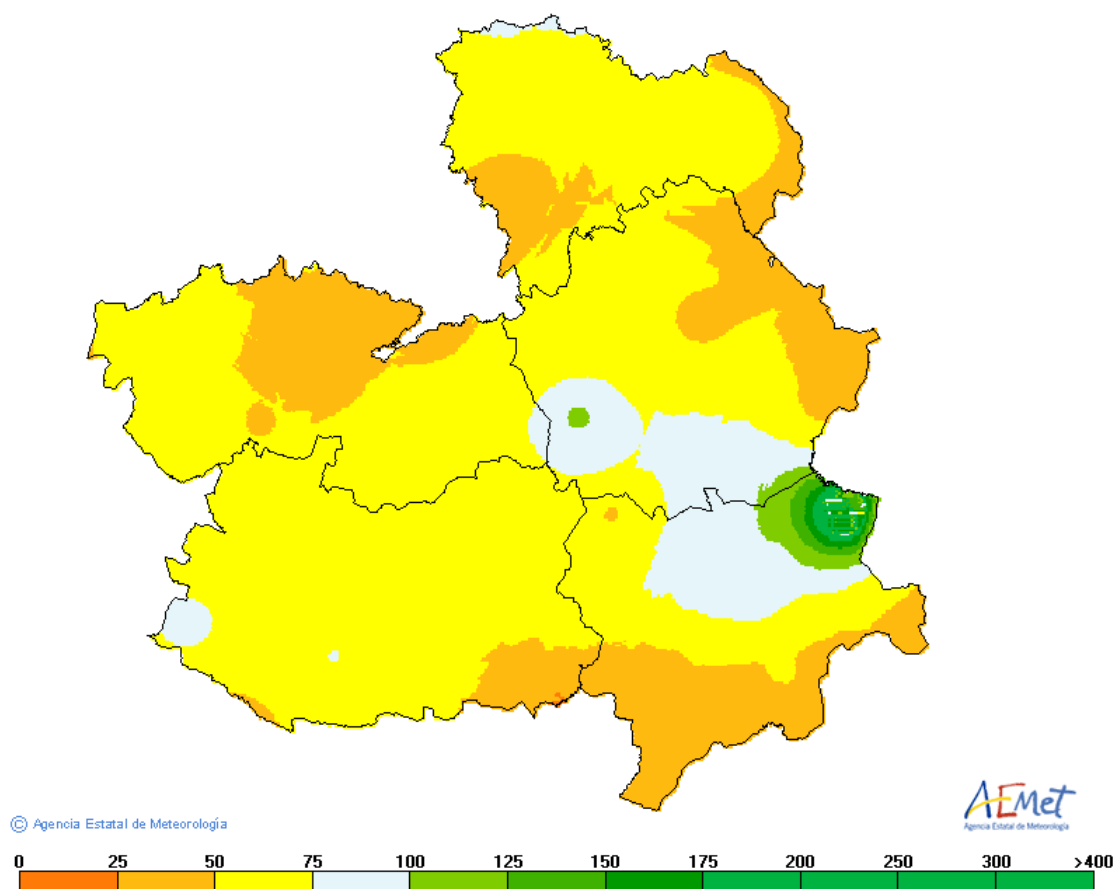 AEMet
Agencia Estatal de Meteorología
© Agencia Estatal de Meteorología
0 25 50 75 100 125 150 175 200 250 300 >400